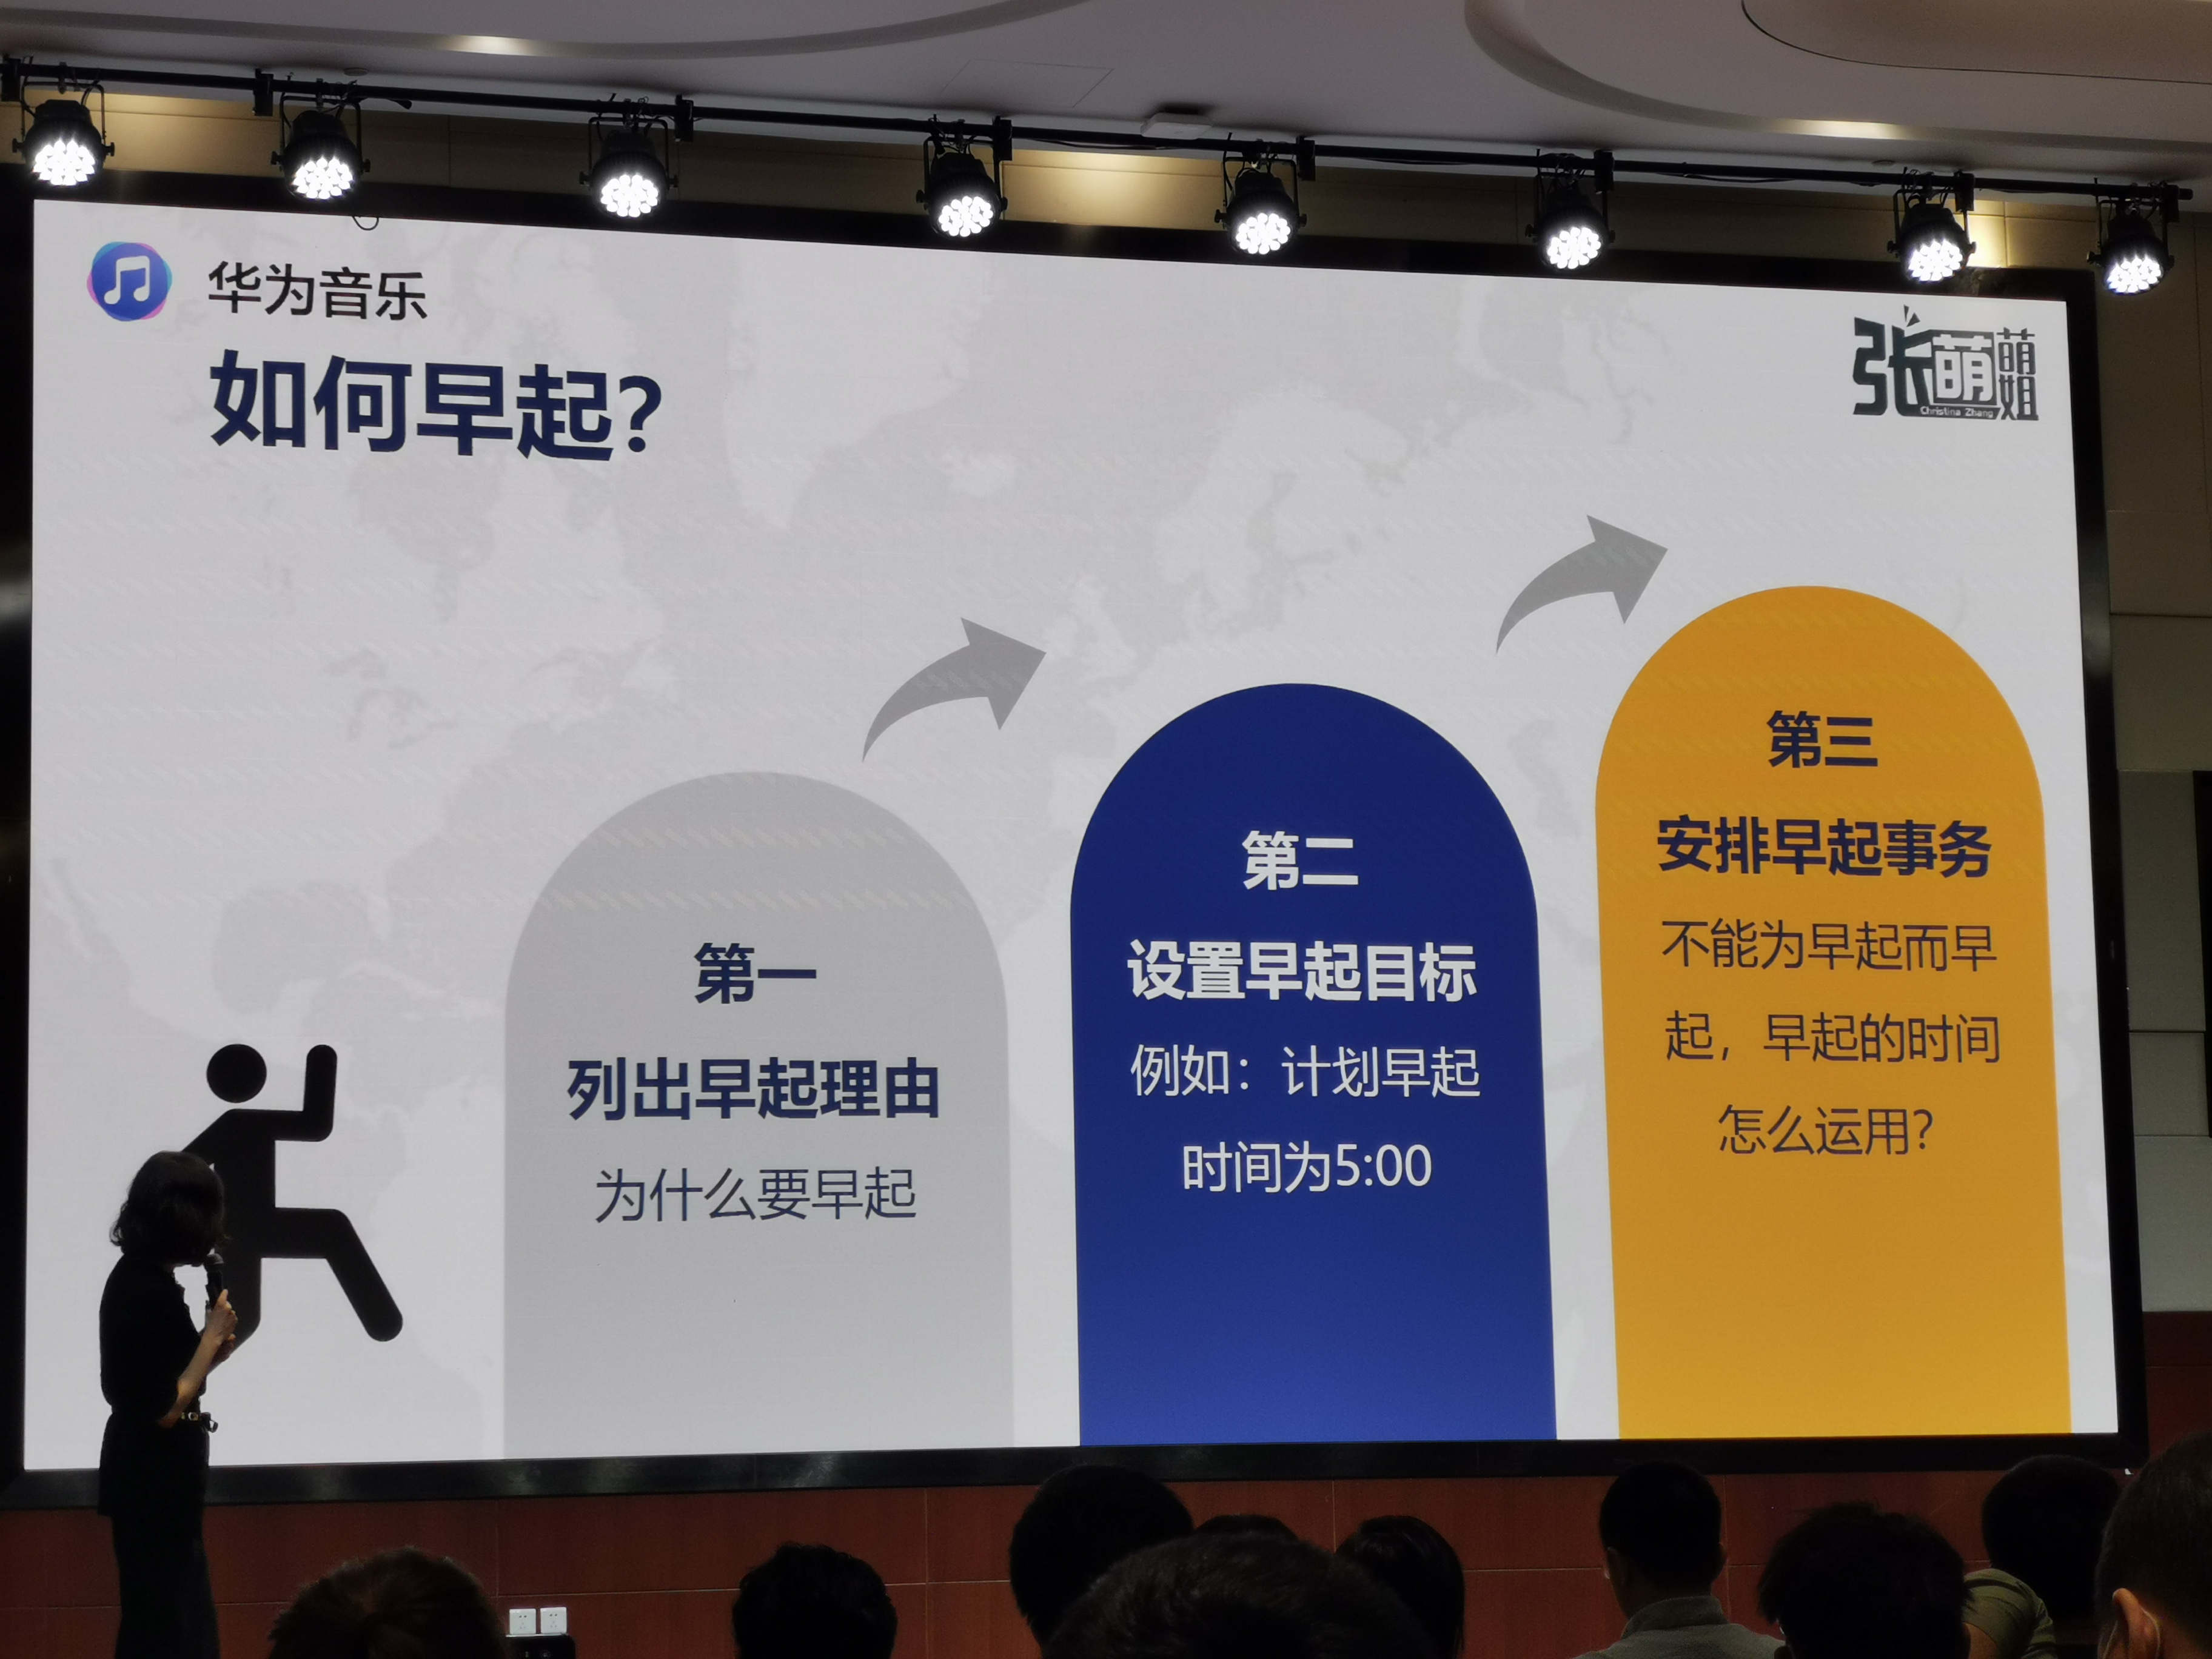 华为音乐
如何早起?
张萌萌姐
Christina Zhang
第一
列出早起理由
为什么要早起
第二
设置早起目标
例如：计划早起
时间为5:00
第三
安排早起事务
不能为早起而早
起，早起的时间
怎么运用?